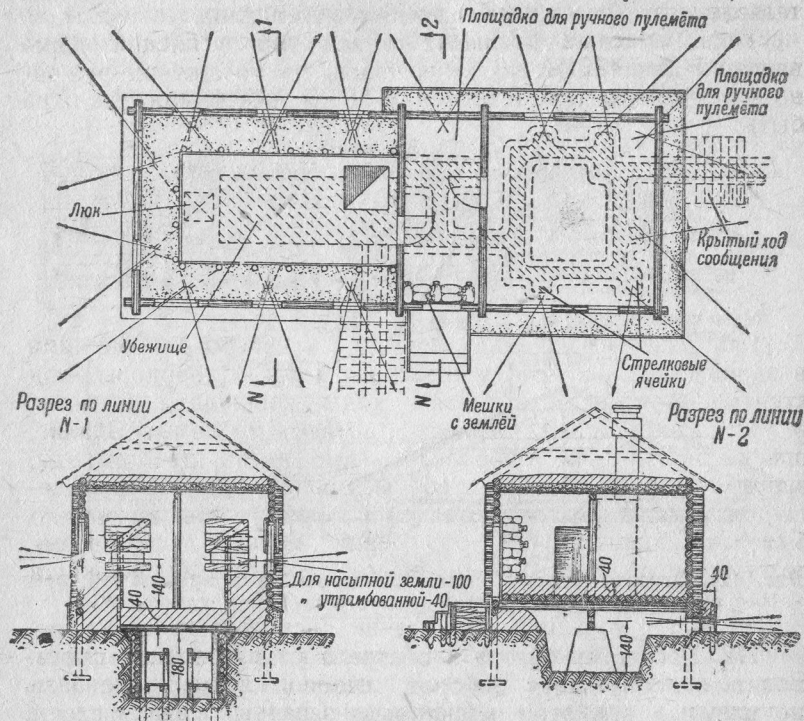 1
2
Площадка для ручного пулемёта
Площадка
для ручного
пулемёта
Люк
Крытый ход
сообщения
Убежище
Стрелковые
ячейки
N
N
Мешки
с землёй
Разрез по линии
N-1
Разрез по линии
N-2
40
140
180
Для насыпной земли-100
„ утрамбованной-40
40
40
140